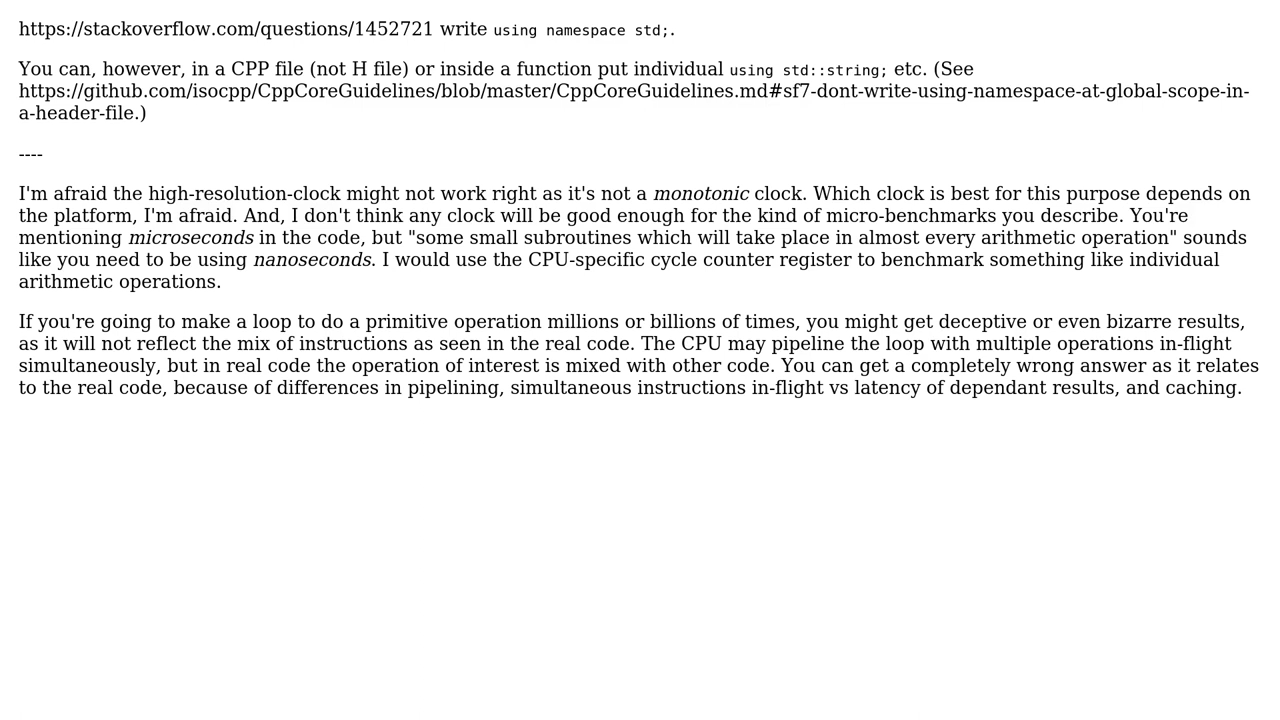 https://stackoverflow.com/questions/1452721 write using namespace std;.
You can, however, in a CPP file (not H file) or inside a function put individual using std::string; etc. (See
https://github.com/isocpp/CppCoreGuidelines/blob/master/CppCoreGuidelines.md#sf7-dont-write-using-namespace-at-global-scope-in-
a-header-file.)
----
I'm afraid the high-resolution-clock might not work right as it's not a monotonic clock. Which clock is best for this purpose depends on
the platform, I'm afraid. And, I don't think any clock will be good enough for the kind of micro-benchmarks you describe. You're
mentioning microseconds in the code, but "some small subroutines which will take place in almost every arithmetic operation" sounds
like you need to be using nanoseconds. I would use the CPU-specific cycle counter register to benchmark something like individual
arithmetic operations.
If you're going to make a loop to do a primitive operation millions or billions of times, you might get deceptive or even bizarre results,
as it will not reflect the mix of instructions as seen in the real code. The CPU may pipeline the loop with multiple operations in-flight
simultaneously, but in real code the operation of interest is mixed with other code. You can get a completely wrong answer as it relates
to the real code, because of differences in pipelining, simultaneous instructions in-flight vs latency of dependant results, and caching.